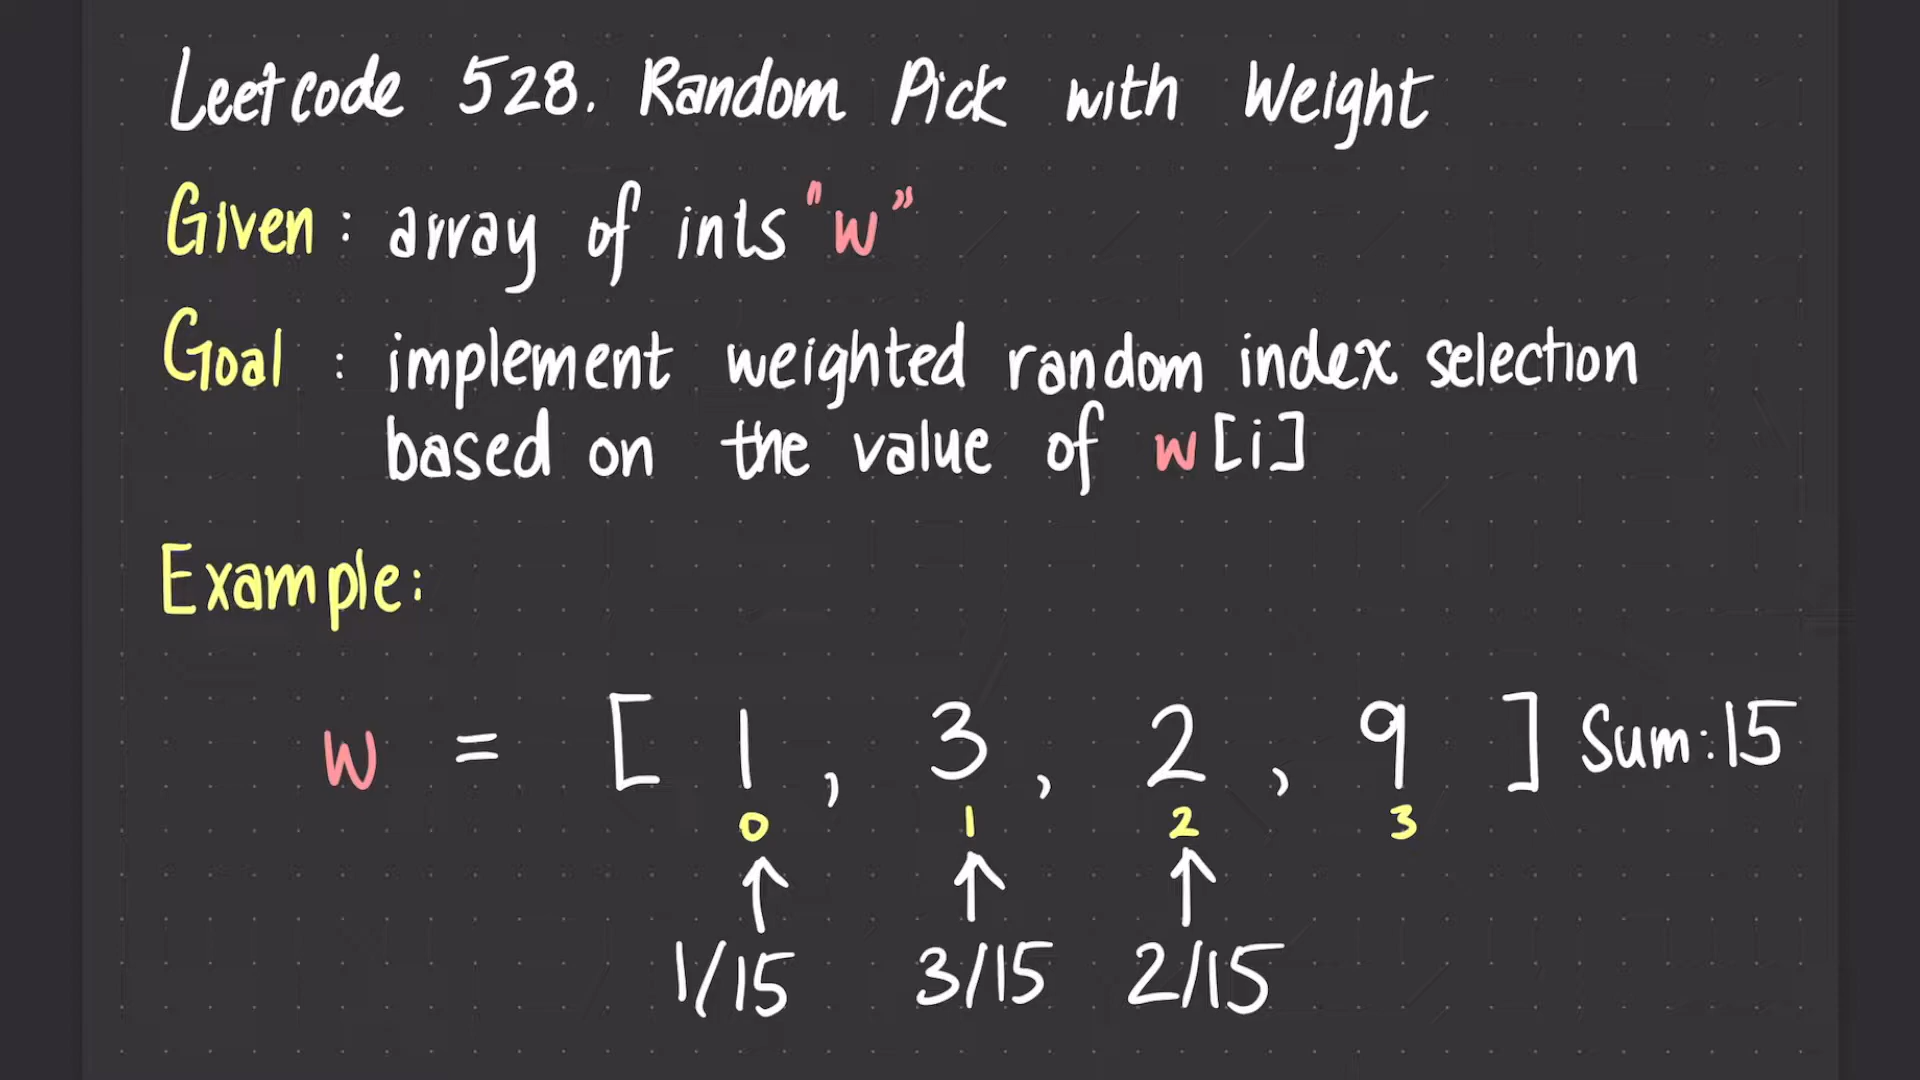 Leetcode 528. Random Pick with Weight
Given: array of ints "w"
Goal: implement weighted random index selection
based on the value of w[i]
Example:
w = [ 1, 3, 2, 9 ] Sum:15
0 1 2 3
1/15 3/15 2/15